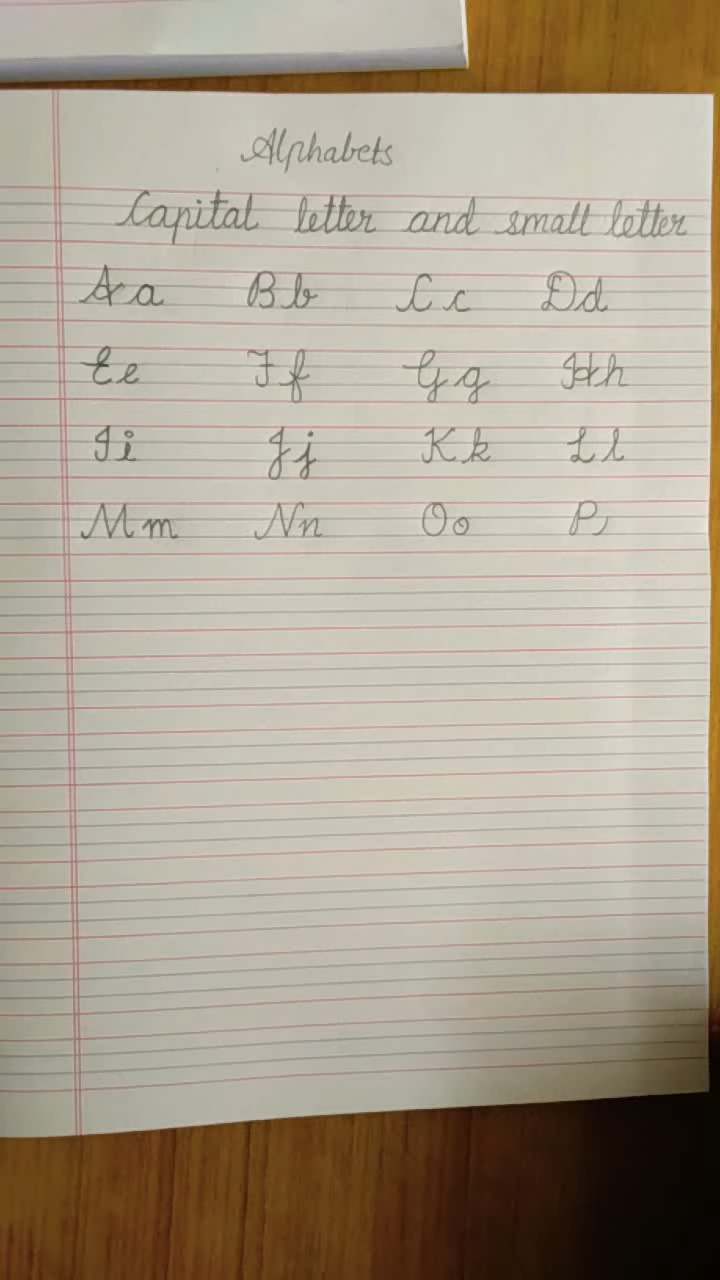 Alphabets
Capital letter and small letter
Aa Bb Cc Dd
Ee Ff Gg Hh
Ii Jj Kk Ll
Mm Nn Oo P